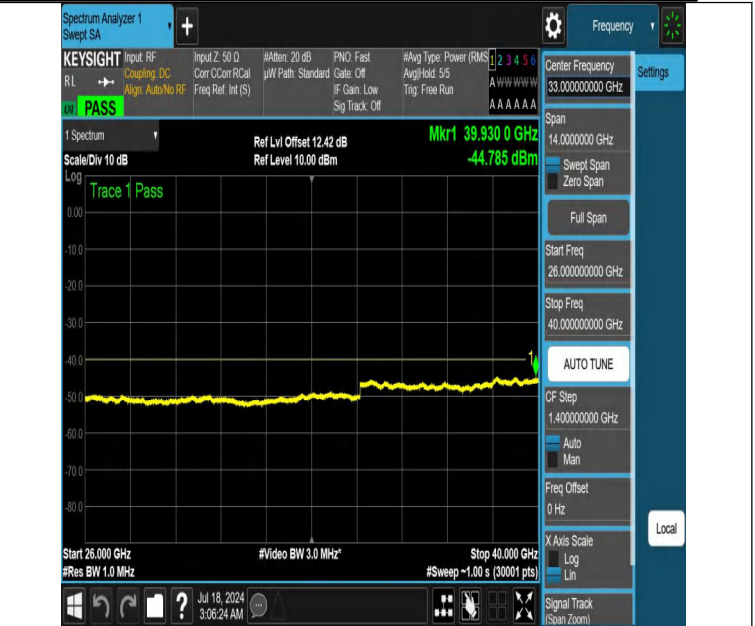 Spectrum Analyzer 1
Swept SA
Frequency
KEYSIGHT
RL
PASS
Input: RF
Coupling: DC
Align: Auto/No RF
Input Z: 50 Ω
Corr CCorr RCal
Freq Ref: Int (S)
#Atten: 20 dB
µW Path: Standard
PNO: Fast
Gate: Off
IF Gain: Low
Sig Track: Off
#Avg Type: Power (RMS
Avg|Hold: 5/5
Trig: Free Run
1 2 3 4 5 6
A W W W W W
A A A A A A
1 Spectrum
Scale/Div 10 dB
Ref Lvl Offset 12.42 dB
Ref Level 10.00 dBm
Mkr1 39.930 0 GHz
-44.785 dBm
Log
Trace 1 Pass
0.00
-10.0
-20.0
-30.0
-40.0
1
-50.0
-60.0
-70.0
-80.0
Start 26.000 GHz
#Video BW 3.0 MHz*
Stop 40.000 GHz
#Res BW 1.0 MHz
#Sweep ~1.00 s (30001 pts)
Jul 18, 2024
3:06:24 AM
Center Frequency
33.000000000 GHz
Settings
Span
14.0000000 GHz
Swept Span
Zero Span
Full Span
Start Freq
26.000000000 GHz
Stop Freq
40.000000000 GHz
AUTO TUNE
CF Step
1.400000000 GHz
Auto
Man
Freq Offset
0 Hz
X Axis Scale
Log
Lin
Local
Signal Track
(Span Zoom)